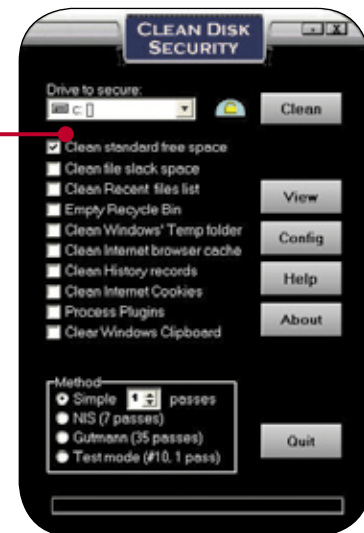 CLEAN DISK
SECURITY
Drive to secure:
c: []
Clean
Clean standard free space
Clean file slack space
Clean Recent files list
Empty Recycle Bin
Clean Windows' Temp folder
Clean Internet browser cache
Clean History records
Clean Internet Cookies
Process Plugins
Clear Windows Clipboard
View
Config
Help
About
Method
Simple 1 passes
NIS (7 passes)
Gutmann (35 passes)
Test mode (#10, 1 pass)
Quit